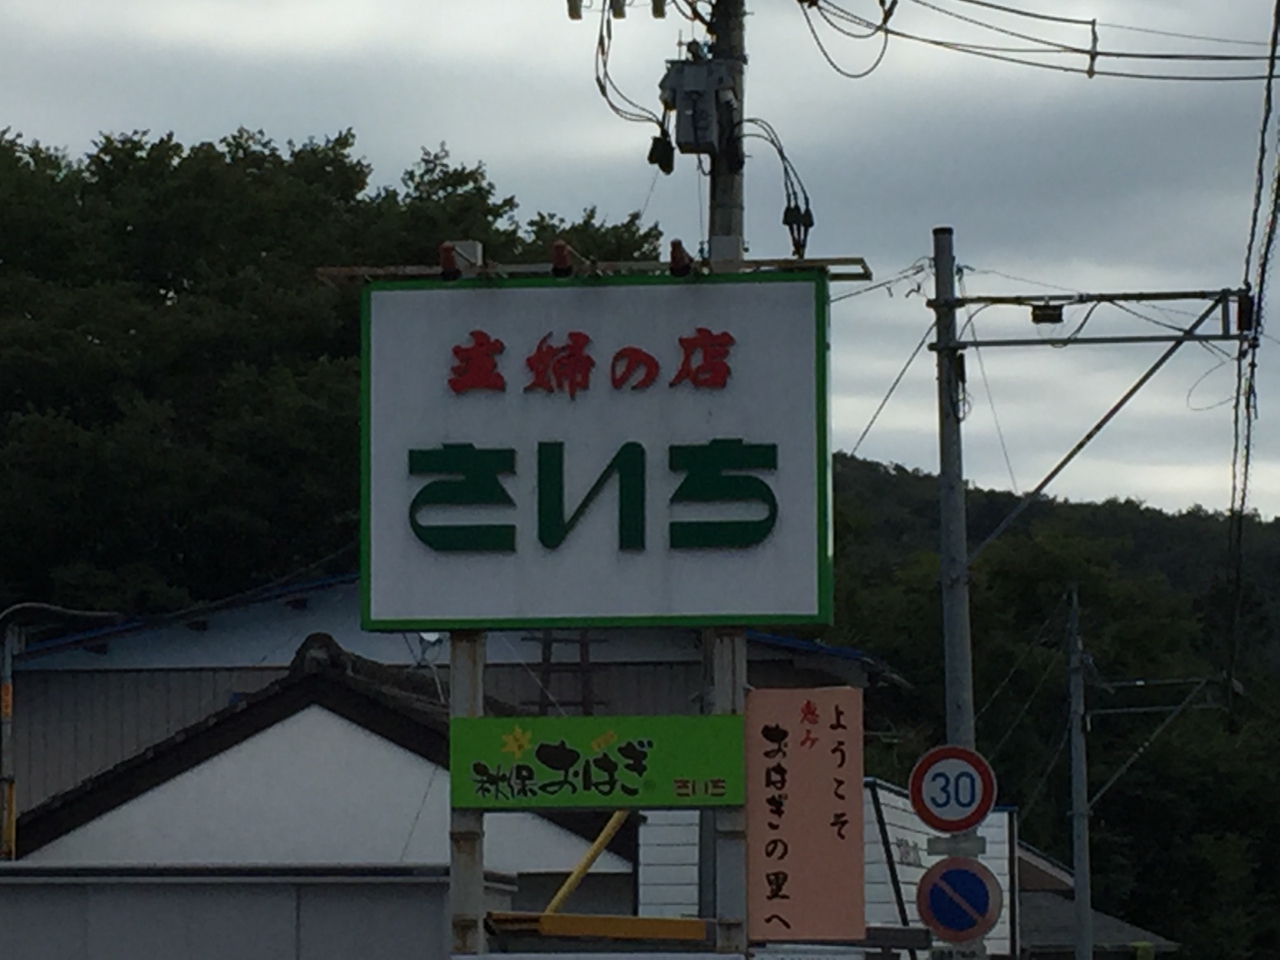 主婦の店
さいち
秋保おはぎ さいち
ようこそ
恵み
おはぎの里へ
30